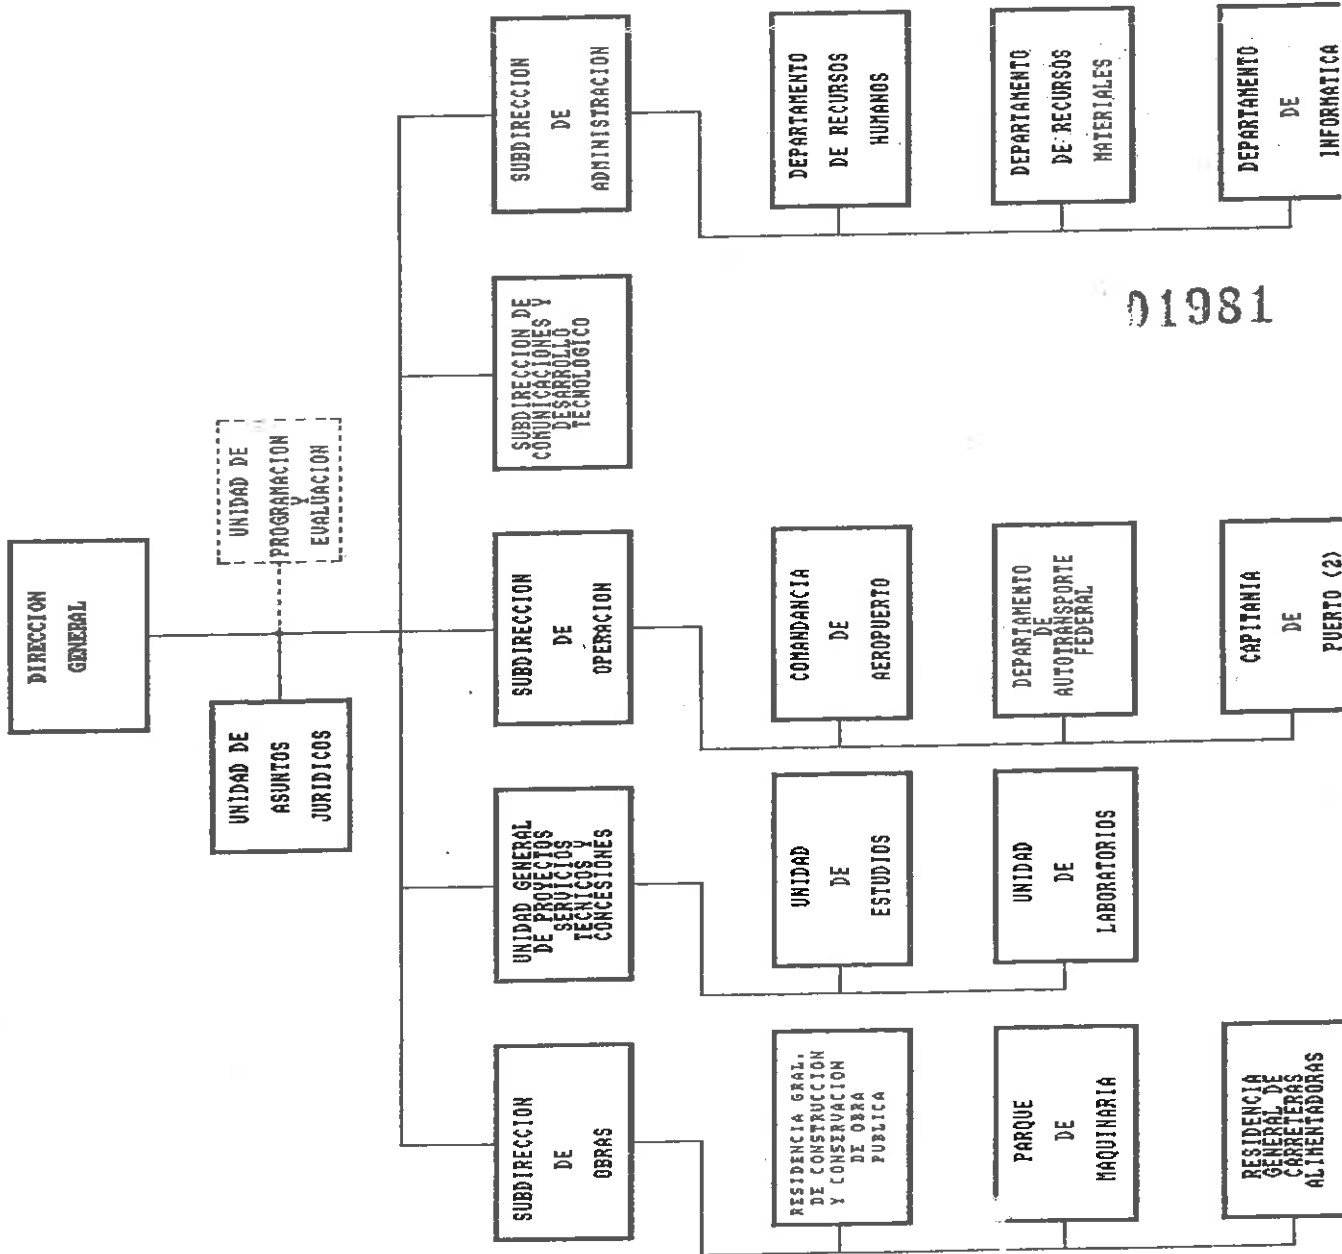 DIRECCION
GENERAL
UNIDAD DE
ASUNTOS
JURIDICOS
UNIDAD DE
PROGRAMACION
Y
EVALUACION
SUBDIRECCION
DE
OBRAS
UNIDAD GENERAL
DE PROYECTOS
SERVICIOS
TECNICOS Y
CONCESIONES
SUBDIRECCION
DE
OPERACION
SUBDIRECCION DE
COMUNICACIONES Y
DESARROLLO
TECNOLOGICO
SUBDIRECCION
DE
ADMINISTRACION
RESIDENCIA GRAL.
DE CONSTRUCCION
Y CONSERVACION
DE OBRA
PUBLICA
UNIDAD
DE
ESTUDIOS
COMANDANCIA
DE
AEROPUERTO
DEPARTAMENTO
DE RECURSOS
HUMANOS
PARQUE
DE
MAQUINARIA
UNIDAD
DE
LABORATORIOS
DEPARTAMENTO
DE
AUTOTRANSPORTE
FEDERAL
DEPARTAMENTO
DE RECURSOS
MATERIALES
RESIDENCIA
GENERAL DE
CARRETERAS
ALIMENTADORAS
CAPITANIA
DE
PUERTO (2)
DEPARTAMENTO
DE
INFORMATICA
01981